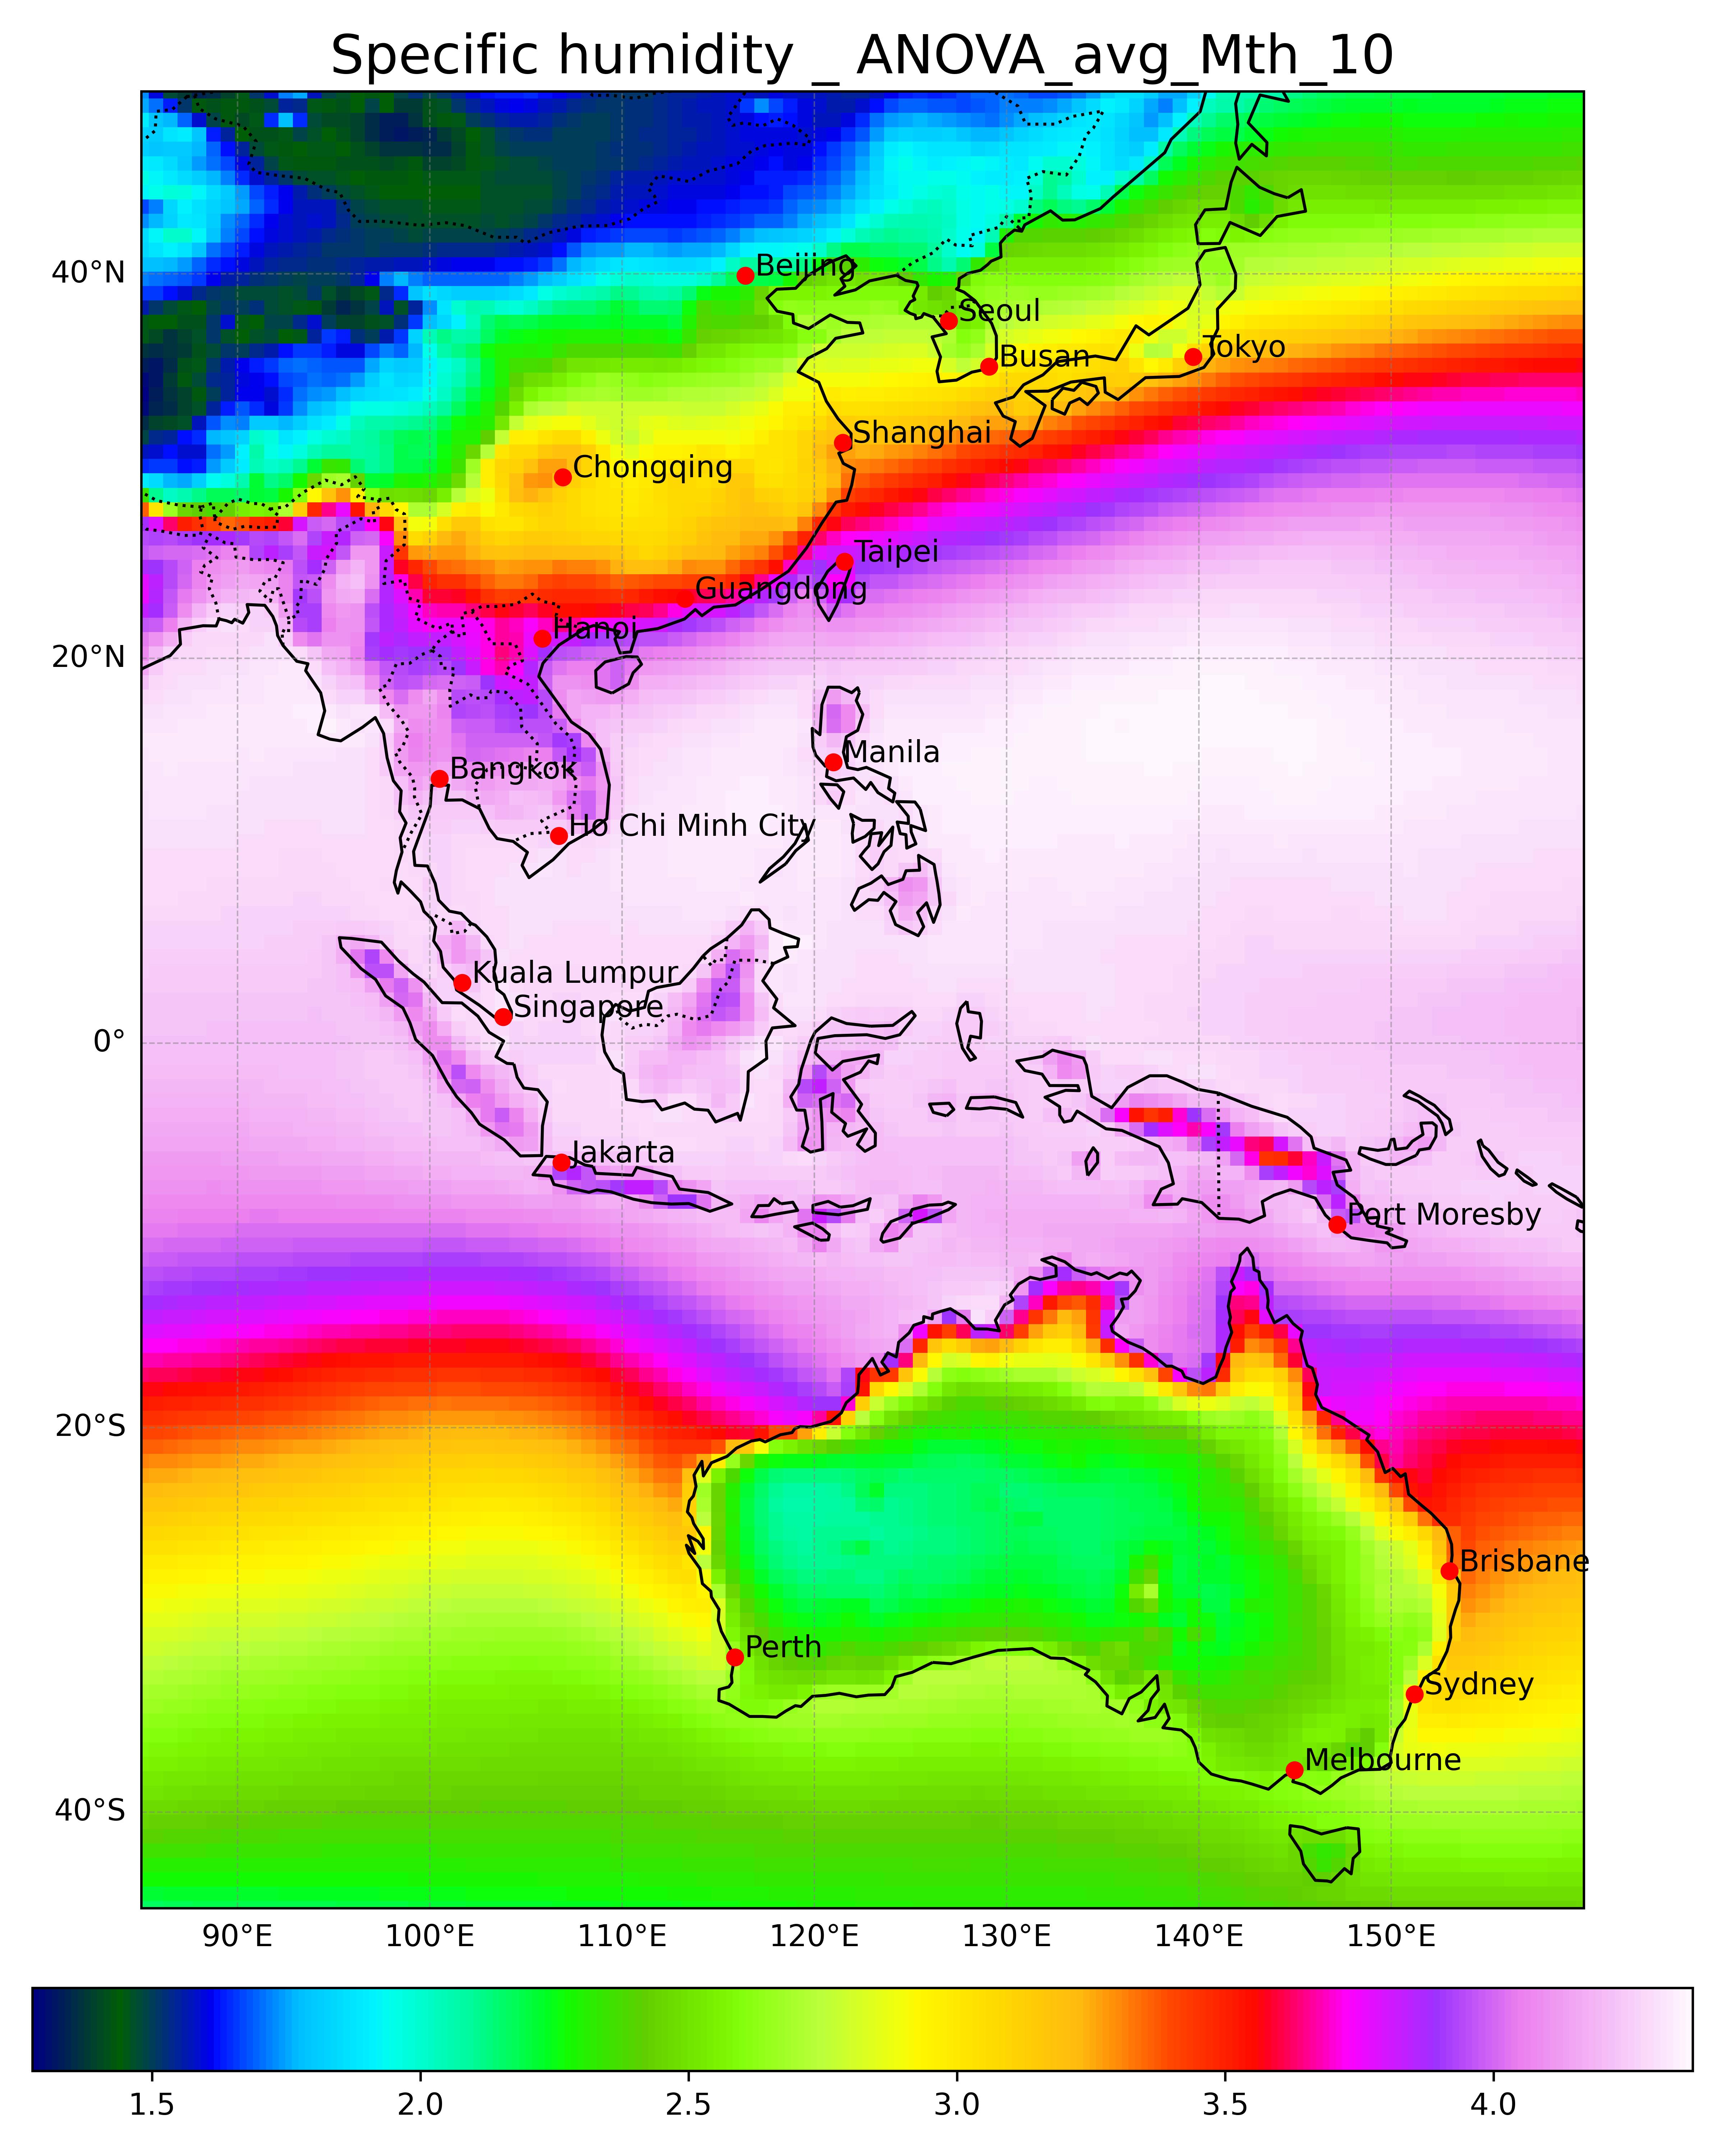 Specific humidity _ ANOVA_avg_Mth_10
40°N
20°N
0°
20°S
40°S
Beijing
Seoul
Busan
Tokyo
Shanghai
Chongqing
Taipei
Guangdong
Hanoi
Manila
Bangkok
Ho Chi Minh City
Kuala Lumpur
Singapore
Jakarta
Port Moresby
Brisbane
Perth
Sydney
Melbourne
90°E 100°E 110°E 120°E 130°E 140°E 150°E
1.5 2.0 2.5 3.0 3.5 4.0